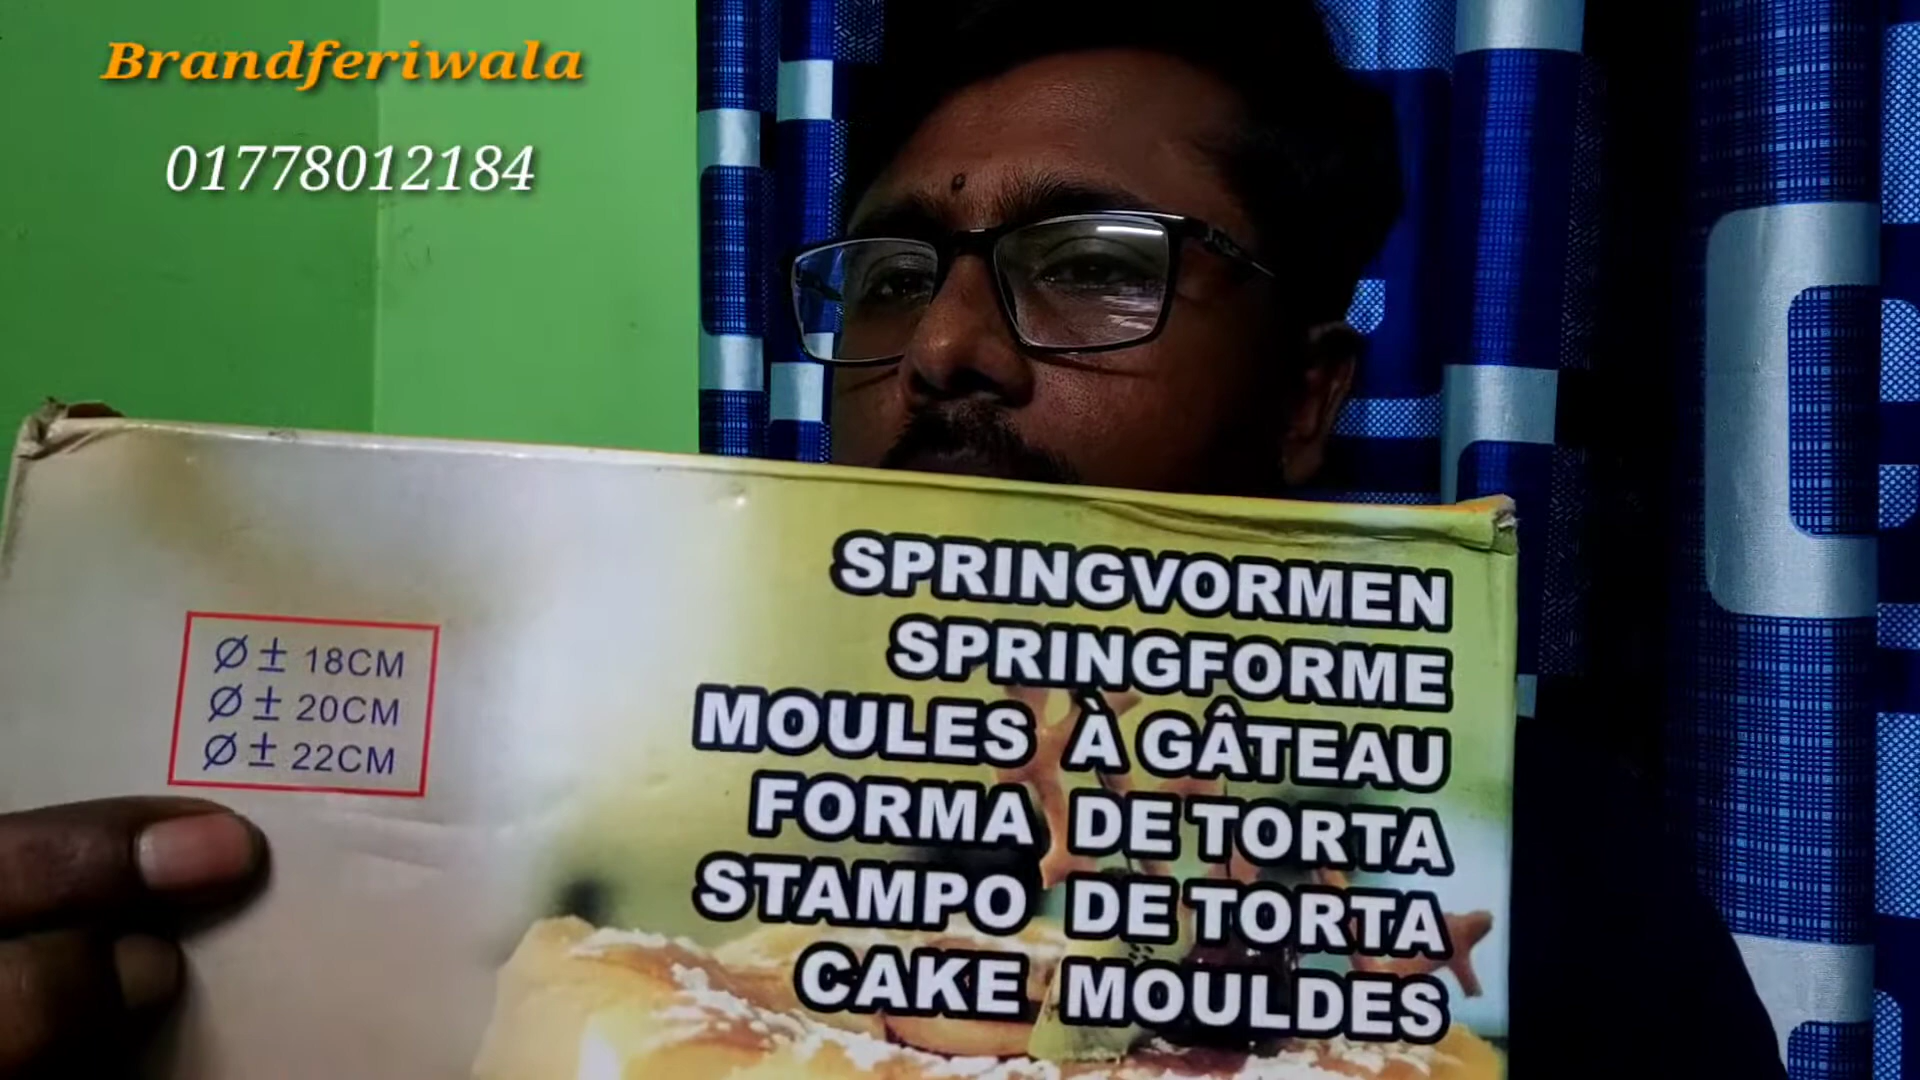 Brandferiwala
01778012184
Ø ± 18CM
Ø ± 20CM
Ø ± 22CM
SPRINGVORMEN
SPRINGFORME
MOULES À GÂTEAU
FORMA DE TORTA
STAMPO DE TORTA
CAKE MOULDES